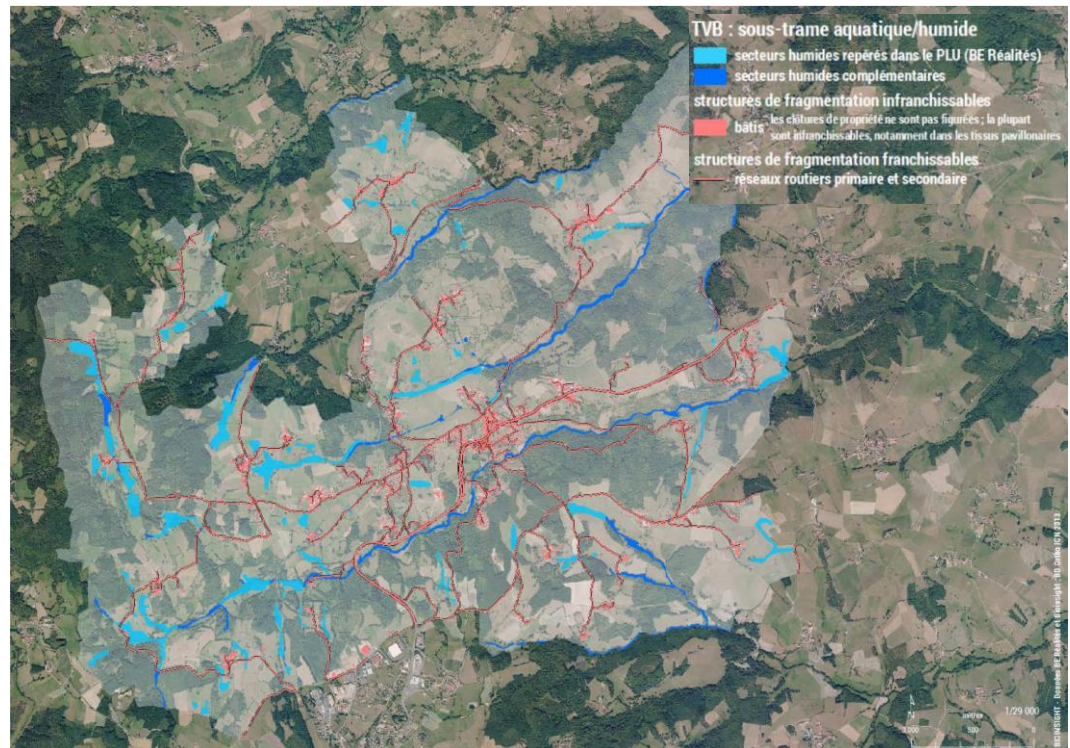 TVB : sous-trame aquatique/humide
secteurs humides repérés dans le PLU (BE Réalités)
secteurs humides complémentaires
structures de fragmentation infranchissables
bâtis
les clôtures de propriété ne sont pas figurées ; la plupart
sont infranchissables, notamment dans les tissus pavillonaires
structures de fragmentation franchissables
réseaux routiers primaire et secondaire
N
1/29 000
500
0